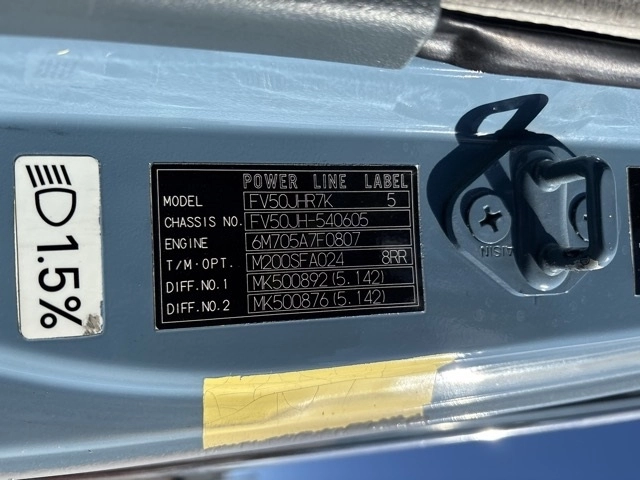 POWER LINE LABEL
MODEL FV50JHR7K 5
CHASSIS NO. FV50JH-540605
ENGINE 6M705A7F0807
T/M·OPT. M200SFA024 8RR
DIFF.NO.1 MK500892(5.142)
DIFF.NO.2 MK500876(5.142)
1.5%
AISIN